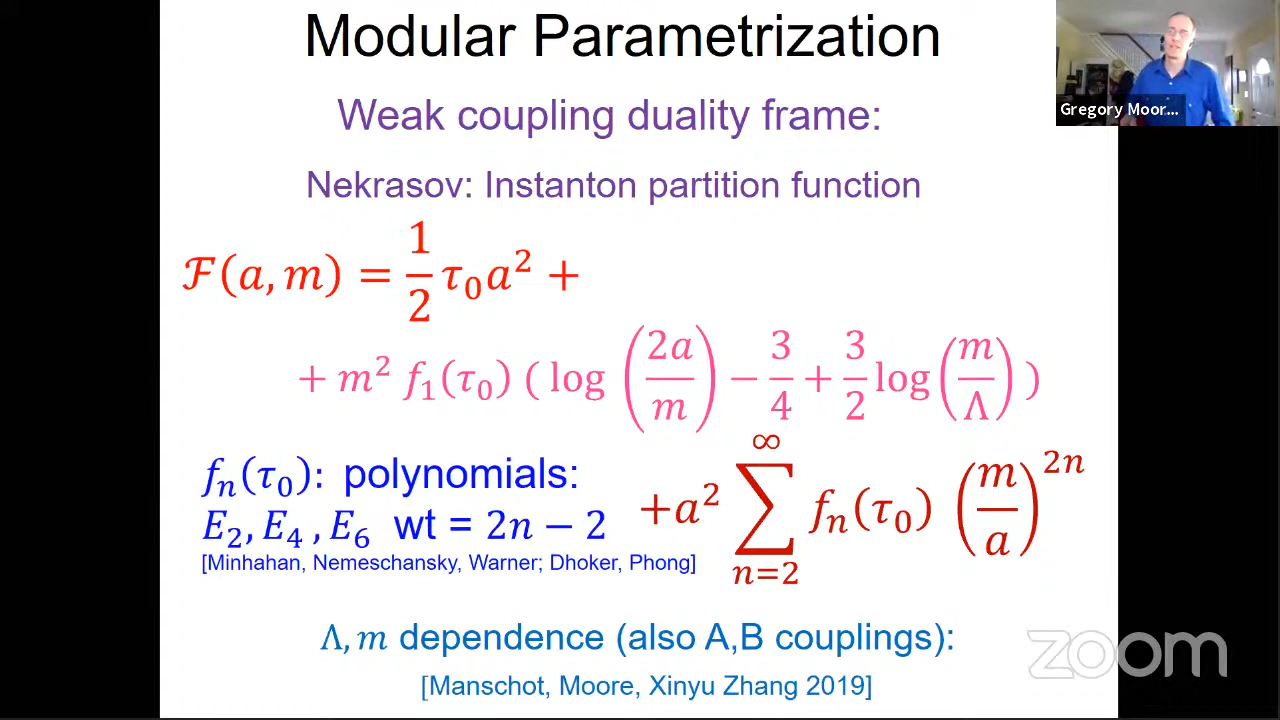 Modular Parametrization
Gregory Moor...
Weak coupling duality frame:
Nekrasov: Instanton partition function
ℱ(a, m) = 1/2 τ₀a² +
+ m² f₁(τ₀) ( log (2a/m) − 3/4 + 3/2 log (m/Λ) )
fₙ(τ₀): polynomials:
E₂, E₄ , E₆ wt = 2n − 2
+a² ∑_{n=2}^{∞} fₙ(τ₀) (m/a)^{2n}
[Minhahan, Nemeschansky, Warner; Dhoker, Phong]
Λ, m dependence (also A,B couplings):
[Manschot, Moore, Xinyu Zhang 2019]
zoom